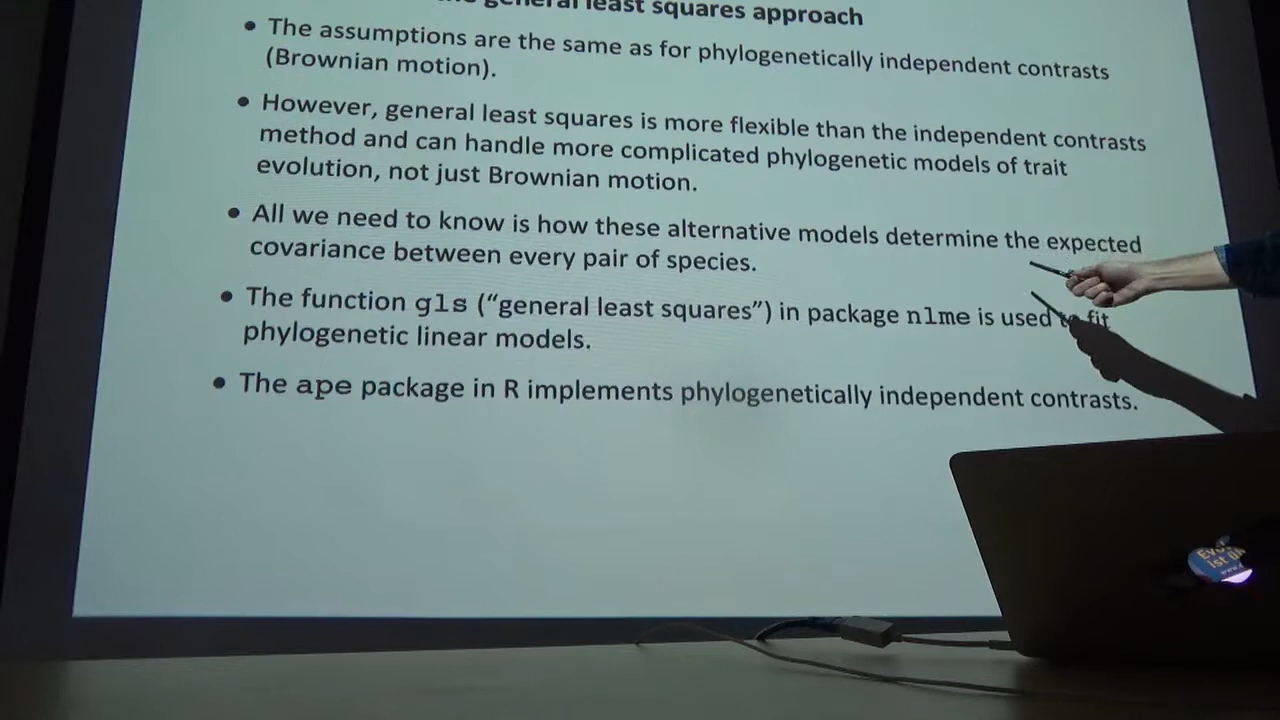 general least squares approach
• The assumptions are the same as for phylogenetically independent contrasts
(Brownian motion).
• However, general least squares is more flexible than the independent contrasts
method and can handle more complicated phylogenetic models of trait
evolution, not just Brownian motion.
• All we need to know is how these alternative models determine the expected
covariance between every pair of species.
• The function gls (“general least squares”) in package nlme is used to fit
phylogenetic linear models.
• The ape package in R implements phylogenetically independent contrasts.